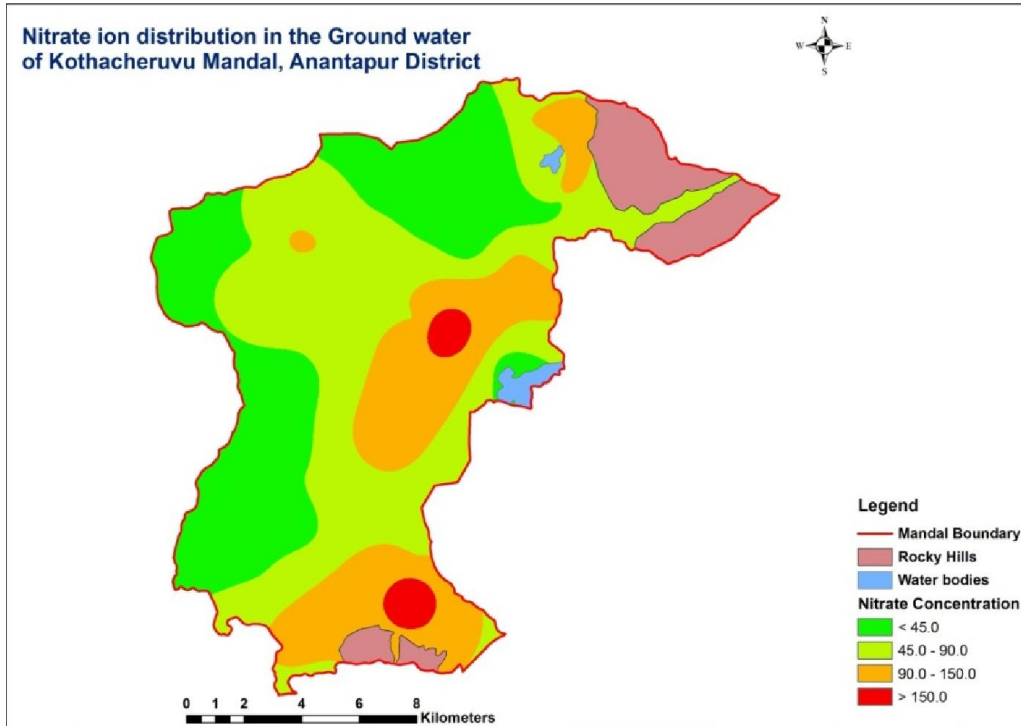 Nitrate ion distribution in the Ground water
of Kothacheruvu Mandal, Anantapur District
N
W E
S
Legend
Mandal Boundary
Rocky Hills
Water bodies
Nitrate Concentration
< 45.0
45.0 - 90.0
90.0 - 150.0
> 150.0
0 1 2 4 6 8
Kilometers